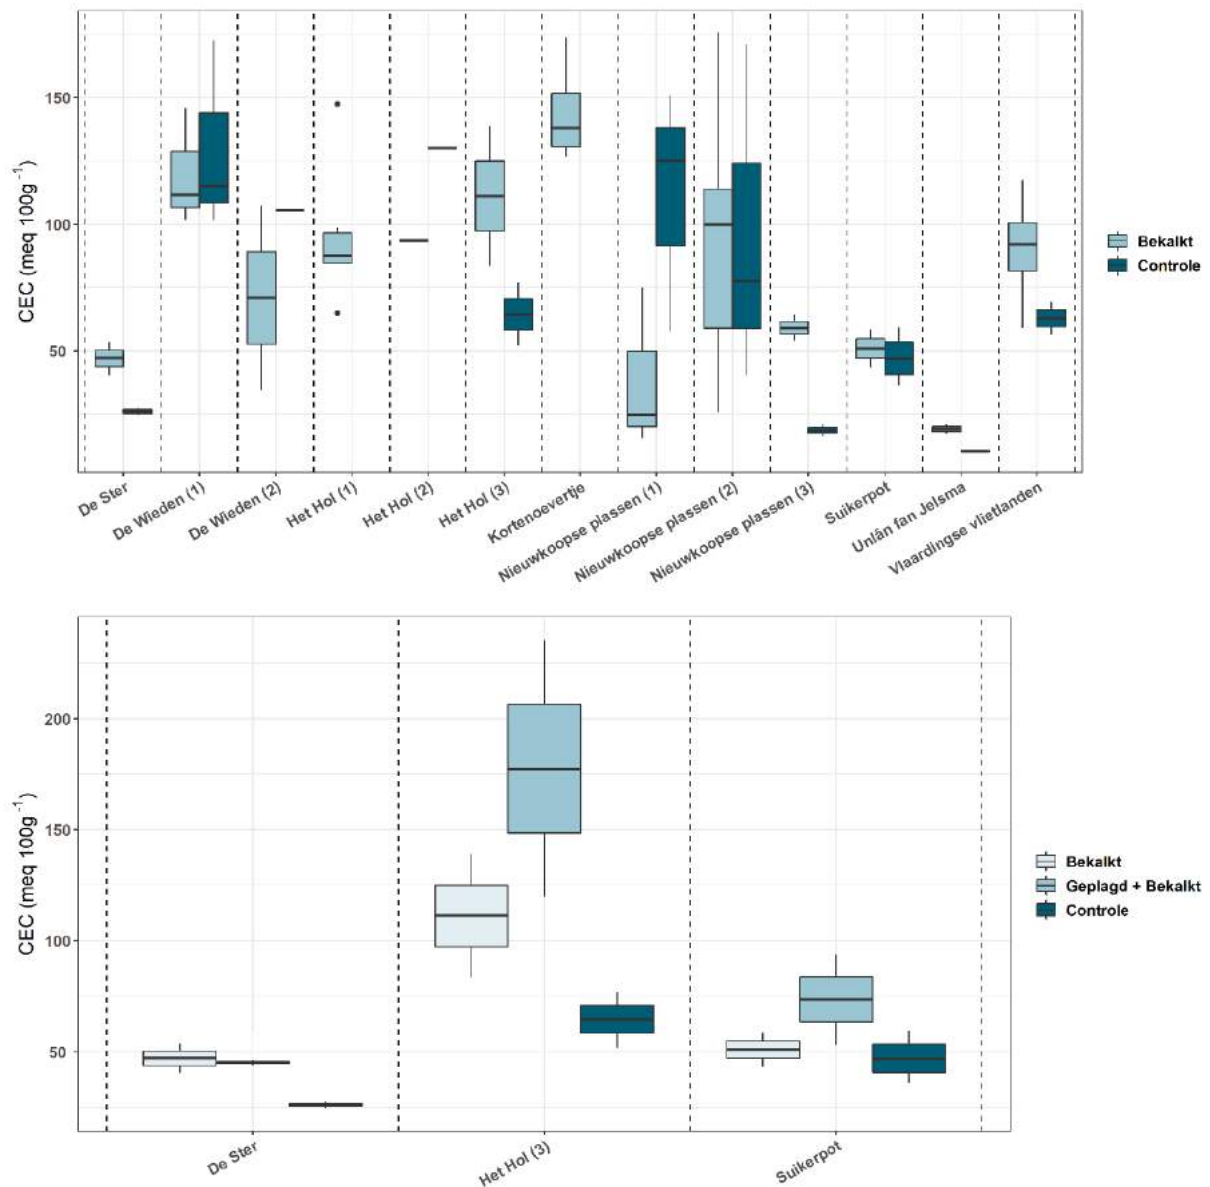 CEC (meq 100g⁻¹)
150
100
50
De Ster
De Wieden (1)
De Wieden (2)
Het Hol (1)
Het Hol (2)
Het Hol (3)
Kortenoevertje
Nieuwkoopse plassen (1)
Nieuwkoopse plassen (2)
Nieuwkoopse plassen (3)
Suikerpot
Unlân fan Jelsma
Vlaardingse vlietlanden
Bekalkt
Controle
CEC (meq 100g⁻¹)
200
150
100
50
De Ster
Het Hol (3)
Suikerpot
Bekalkt
Geplagd + Bekalkt
Controle